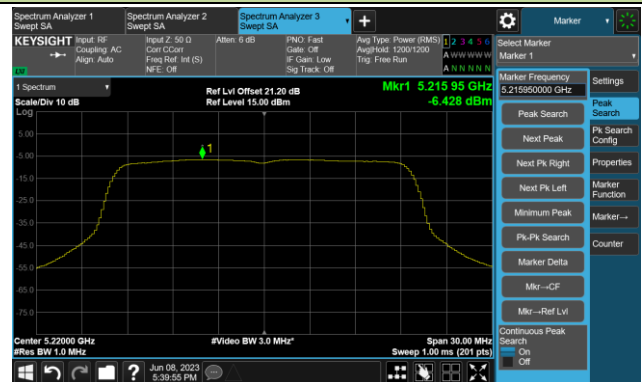 Spectrum Analyzer 1
Swept SA
Spectrum Analyzer 2
Swept SA
Spectrum Analyzer 3
Swept SA
+
Marker
KEYSIGHT
Input: RF
Coupling: AC
Align: Auto
Input Z: 50 Ω
Corr CCorr
Freq Ref: Int (S)
NFE: Off
Atten: 6 dB
PNO: Fast
Gate: Off
IF Gain: Low
Sig Track: Off
Avg Type: Power (RMS)
Avg|Hold: 1200/1200
Trig: Free Run
1 2 3 4 5 6
A W W W W W
A N N N N N
LXI
1 Spectrum
Scale/Div 10 dB
Log
Ref Lvl Offset 21.20 dB
Ref Level 15.00 dBm
Mkr1 5.215 95 GHz
-6.428 dBm
1
5.00
-5.00
-15.0
-25.0
-35.0
-45.0
-55.0
-65.0
-75.0
Center 5.22000 GHz
#Res BW 1.0 MHz
#Video BW 3.0 MHz*
Span 30.00 MHz
Sweep 1.00 ms (201 pts)
Jun 08, 2023
5:39:55 PM
Select Marker
Marker 1
Marker Frequency
5.215950000 GHz
Peak Search
Next Peak
Next Pk Right
Next Pk Left
Minimum Peak
Pk-Pk Search
Marker Delta
Mkr→CF
Mkr→Ref Lvl
Continuous Peak
Search
On
Off
Settings
Peak
Search
Pk Search
Config
Properties
Marker
Function
Marker→
Counter